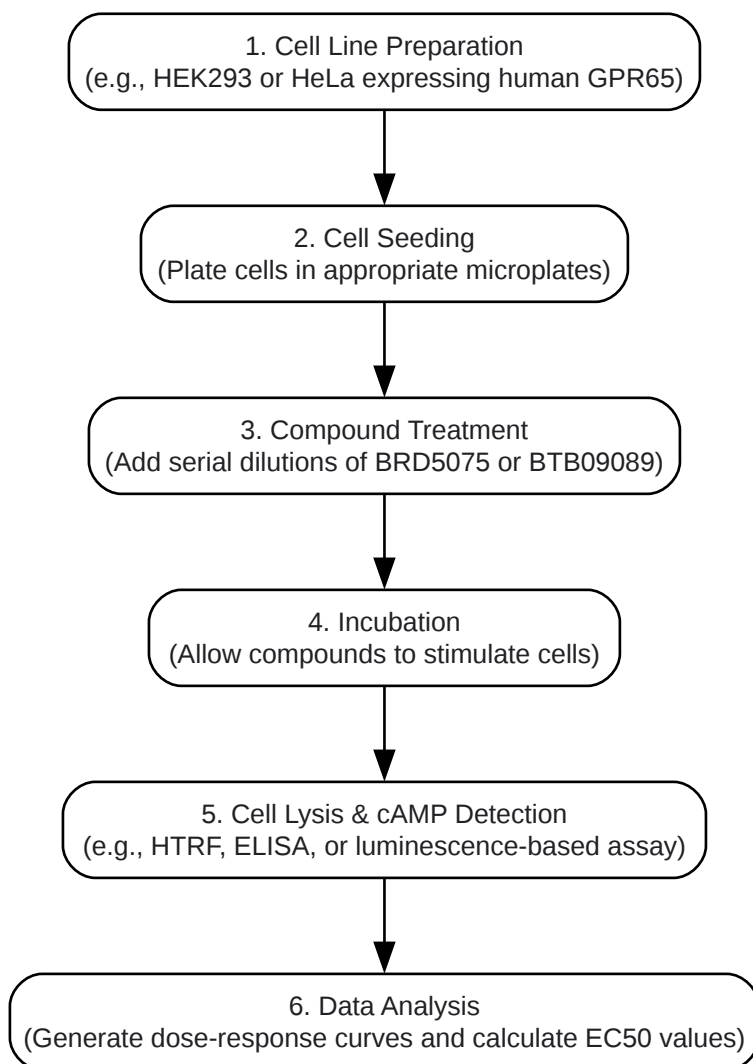 1. Cell Line Preparation
(e.g., HEK293 or HeLa expressing human GPR65)
2. Cell Seeding
(Plate cells in appropriate microplates)
3. Compound Treatment
(Add serial dilutions of BRD5075 or BTB09089)
4. Incubation
(Allow compounds to stimulate cells)
5. Cell Lysis & cAMP Detection
(e.g., HTRF, ELISA, or luminescence-based assay)
6. Data Analysis
(Generate dose-response curves and calculate EC50 values)